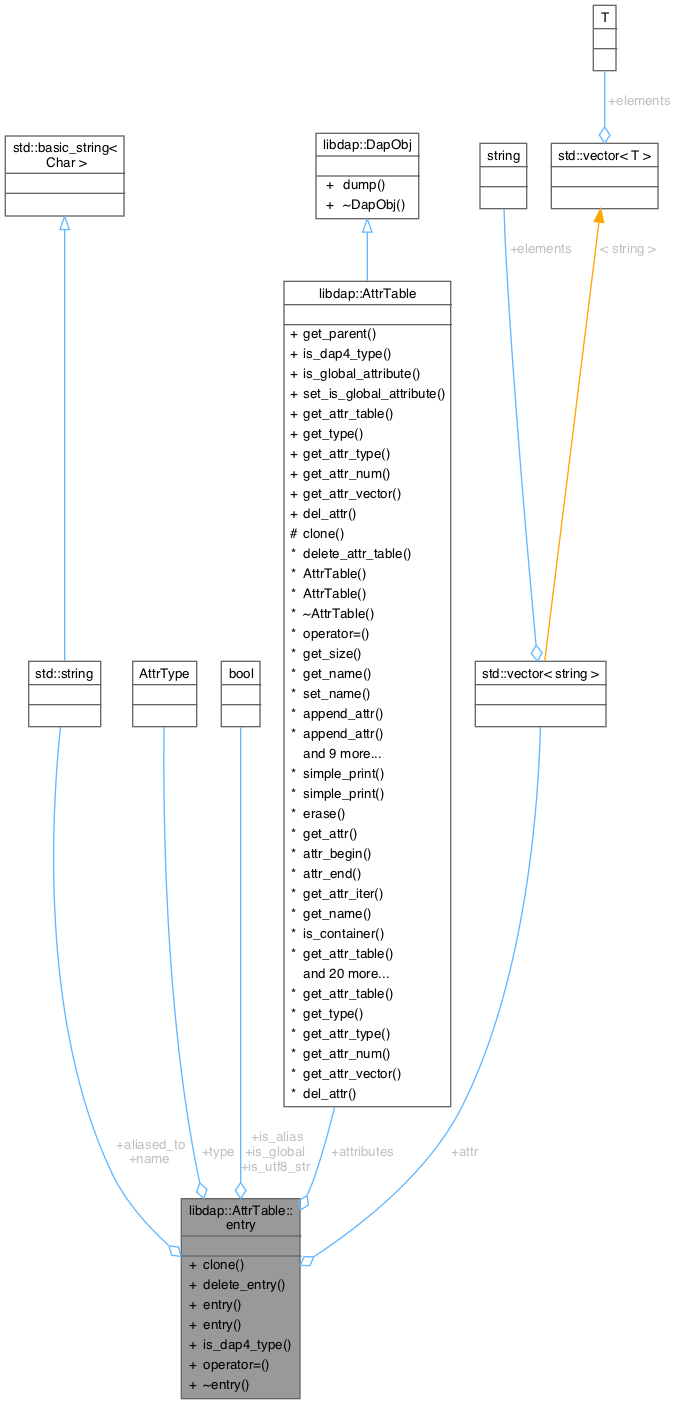 T
+elements
std::basic_string<
Char >
libdap::DapObj
+ dump()
+ ~DapObj()
string
std::vector< T >
+elements
< string >
libdap::AttrTable
+ get_parent()
+ is_dap4_type()
+ is_global_attribute()
+ set_is_global_attribute()
+ get_attr_table()
+ get_type()
+ get_attr_type()
+ get_attr_num()
+ get_attr_vector()
+ del_attr()
# clone()
* delete_attr_table()
* AttrTable()
* AttrTable()
* ~AttrTable()
* operator=()
* get_size()
* get_name()
* set_name()
* append_attr()
* append_attr()
and 9 more...
* simple_print()
* simple_print()
* erase()
* get_attr()
* attr_begin()
* attr_end()
* get_attr_iter()
* get_name()
* is_container()
* get_attr_table()
and 20 more...
* get_attr_table()
* get_type()
* get_attr_type()
* get_attr_num()
* get_attr_vector()
* del_attr()
std::string
AttrType
bool
std::vector< string >
+aliased_to
+name
+type
+is_alias
+is_global
+is_utf8_str
+attributes
+attr
libdap::AttrTable::
entry
+ clone()
+ delete_entry()
+ entry()
+ entry()
+ is_dap4_type()
+ operator=()
+ ~entry()